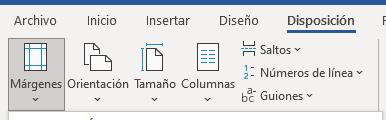 Archivo Inicio Insertar Diseño Disposición
Saltos
Márgenes Orientación Tamaño Columnas Números de línea
Guiones